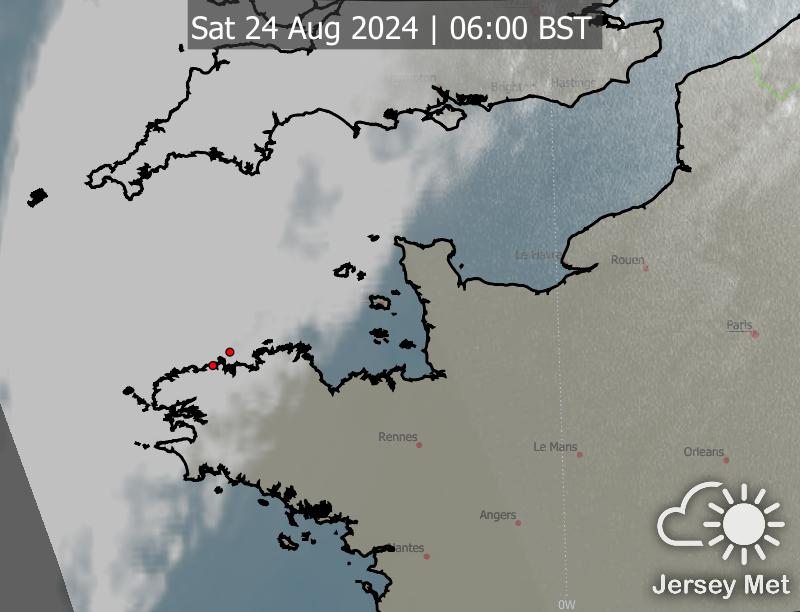 Sat 24 Aug 2024 | 06:00 BST
Hastings
Le Havre
Rouen
Paris
Rennes
Le Mans
Orleans
Angers
Nantes
0W
Jersey Met